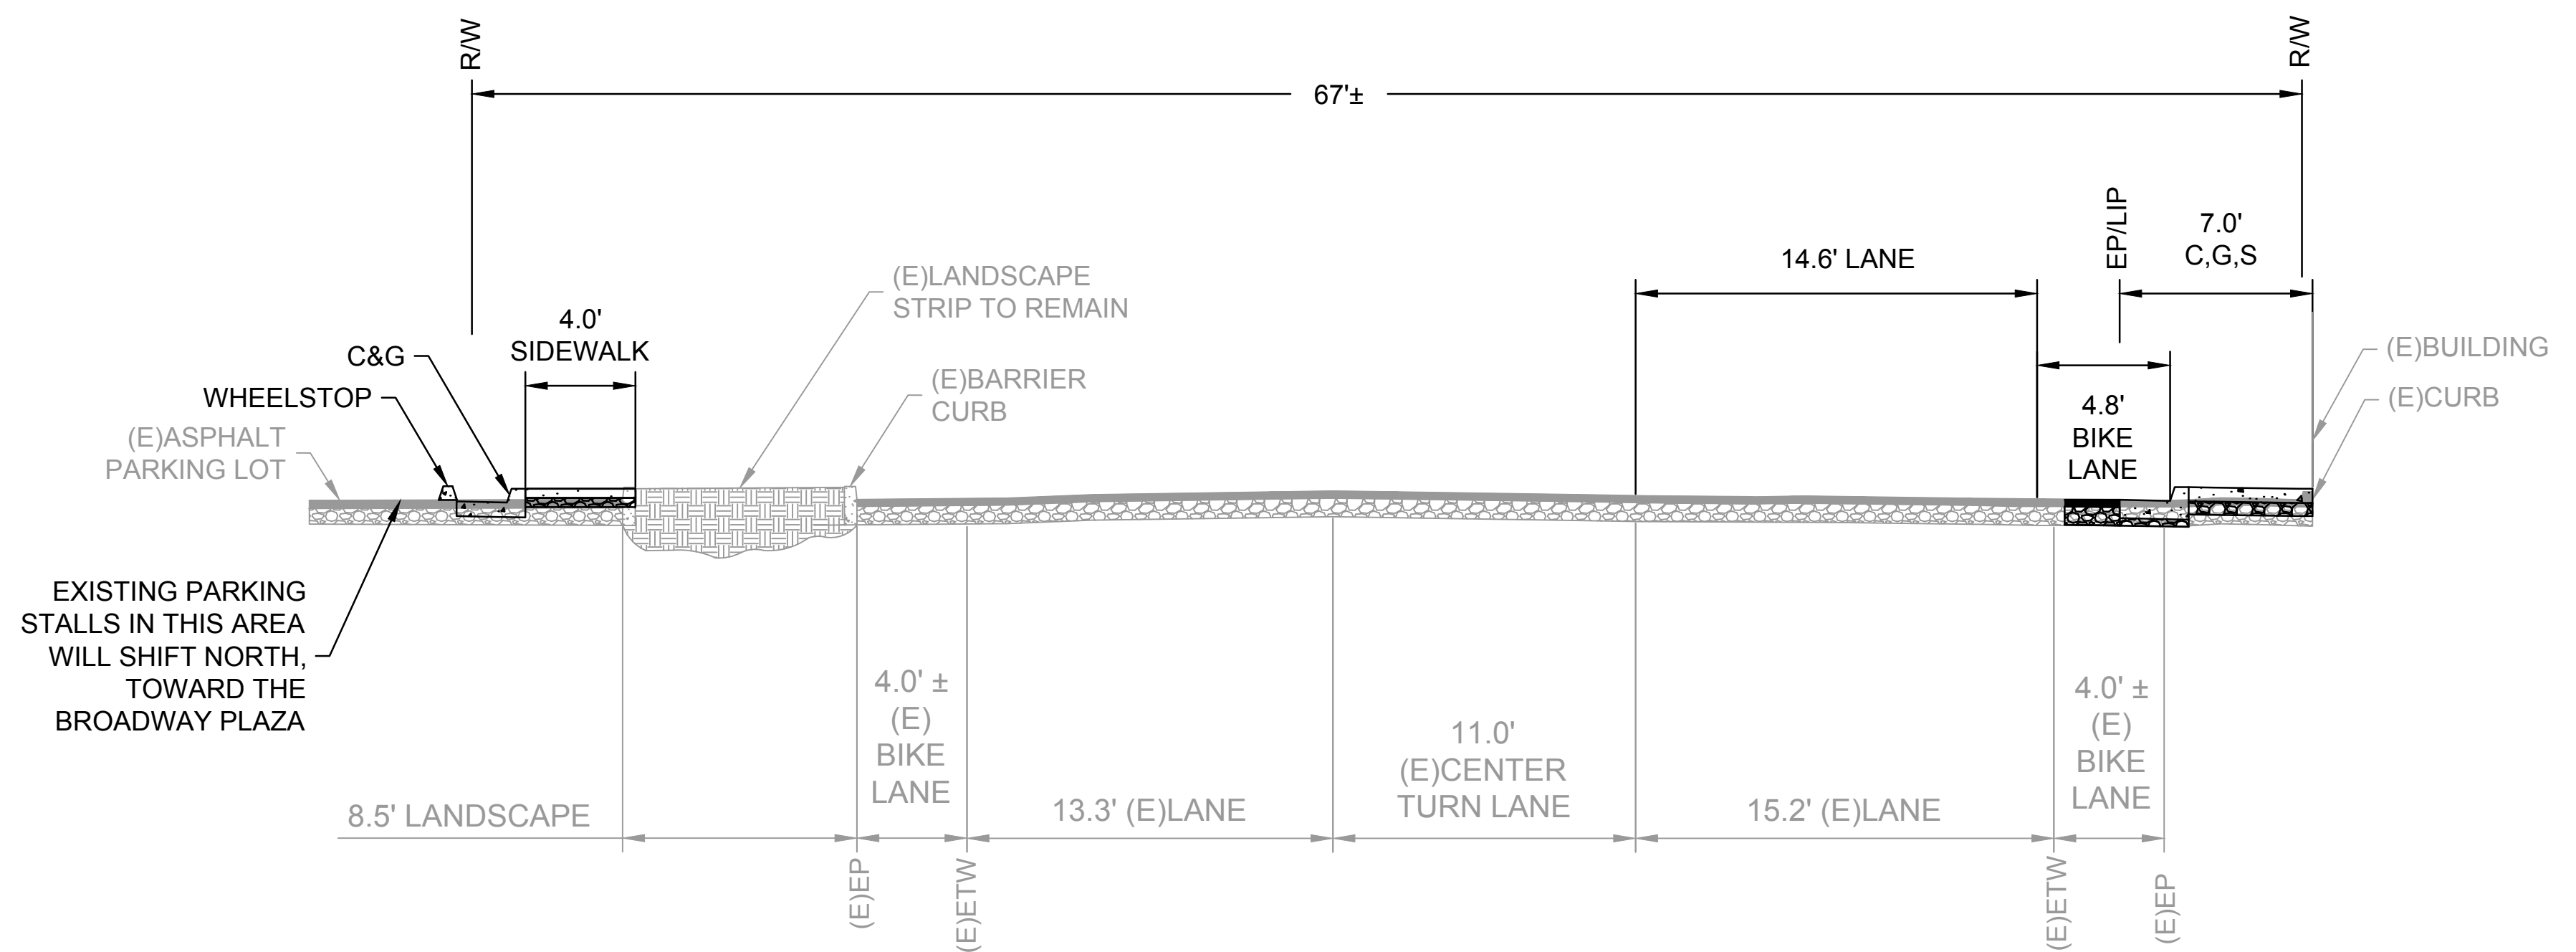 R/W
R/W
67'±
EP/LIP
7.0'
C,G,S
14.6' LANE
(E)LANDSCAPE
STRIP TO REMAIN
4.0'
SIDEWALK
C&G
WHEELSTOP
(E)ASPHALT
PARKING LOT
(E)BARRIER
CURB
4.8'
BIKE
LANE
(E)BUILDING
(E)CURB
EXISTING PARKING
STALLS IN THIS AREA
WILL SHIFT NORTH,
TOWARD THE
BROADWAY PLAZA
8.5' LANDSCAPE
4.0' ±
(E)
BIKE
LANE
13.3' (E)LANE
11.0'
(E)CENTER
TURN LANE
15.2' (E)LANE
4.0' ±
(E)
BIKE
LANE
(E)EP
(E)ETW
(E)ETW
(E)EP